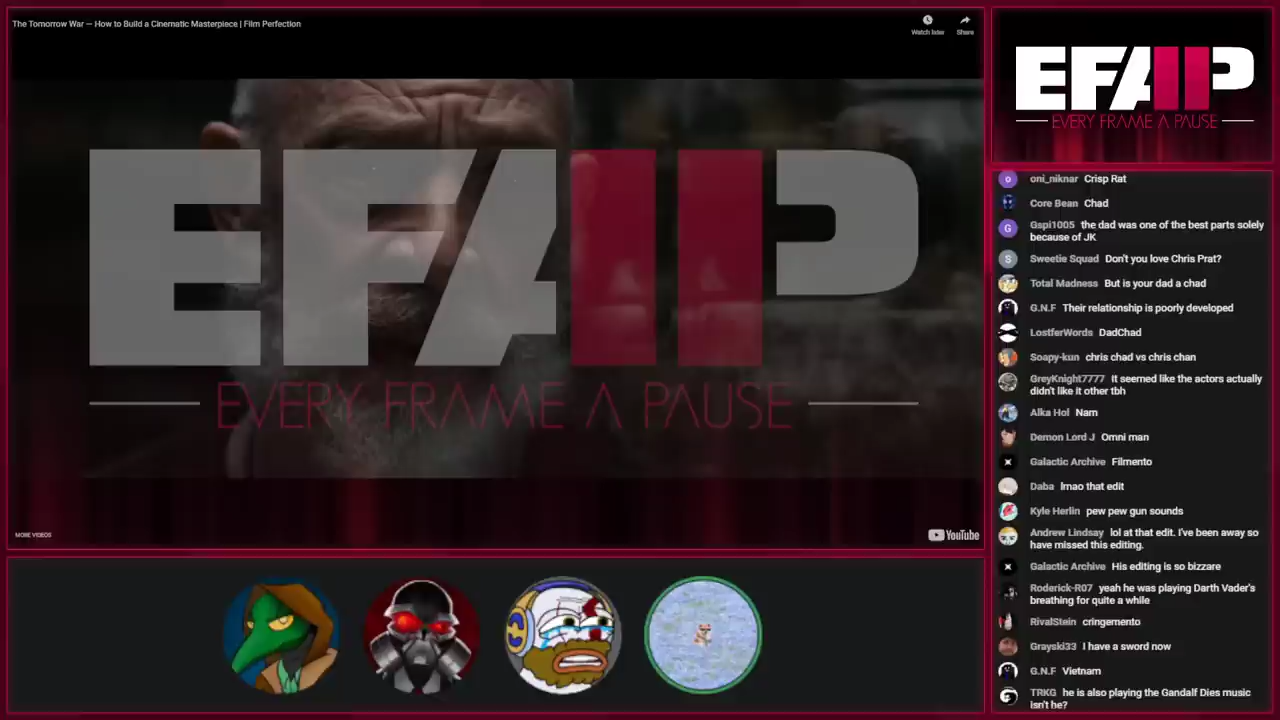 The Tomorrow War – How to Build a Cinematic Masterpiece | Film Perfection
Watch later
Share
EFAP
EVERY FRAME A PAUSE
MORE VIDEOS
YouTube
EFAP
EVERY FRAME A PAUSE
oni_niknar Crisp Rat
Core Bean Chad
Gspi1005 the dad was one of the best parts solely
because of JK
Sweetie Squad Don't you love Chris Prat?
Total Madness But is your dad a chad
G.N.F Their relationship is poorly developed
LostferWords DadChad
Soapy-kun chris chad vs chris chan
GreyKnight7777 It seemed like the actors actually
didn't like it other tbh
Alka Hol Nam
Demon Lord J Omni man
Galactic Archive Filmento
Daba lmao that edit
Kyle Herlin pew pew gun sounds
Andrew Lindsay lol at that edit. I've been away so
have missed this editing.
Galactic Archive His editing is so bizzare
Roderick-R07 yeah he was playing Darth Vader's
breathing for quite a while
RivalStein cringemento
Grayski33 I have a sword now
G.N.F Vietnam
TRKG he is also playing the Gandalf Dies music
isn't he?